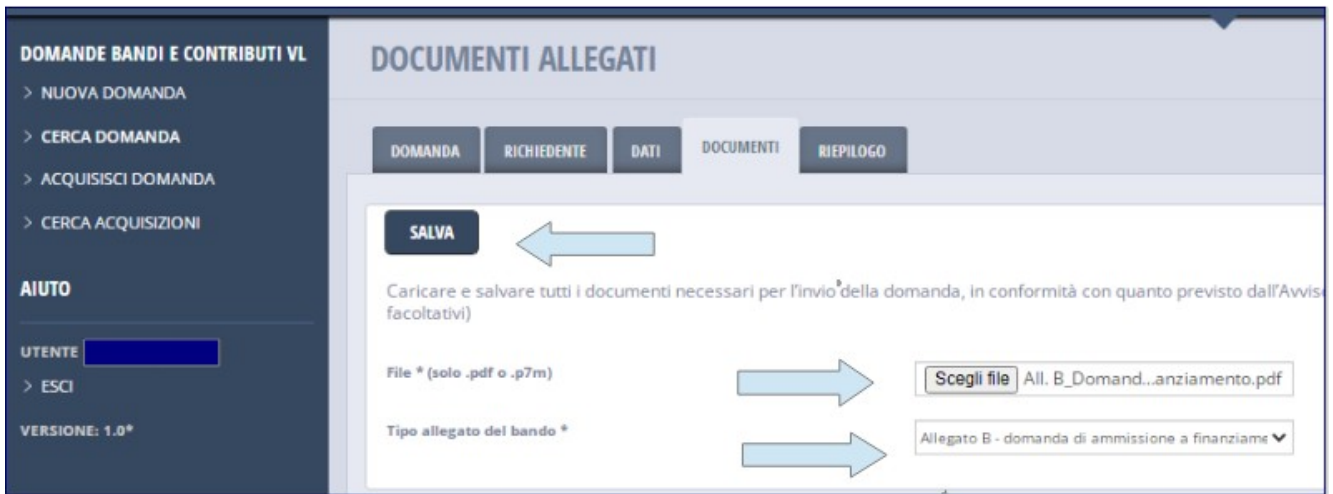 DOMANDE BANDI E CONTRIBUTI VL
> NUOVA DOMANDA
> CERCA DOMANDA
> ACQUISISCI DOMANDA
> CERCA ACQUISIZIONI
AIUTO
UTENTE
> ESCI
VERSIONE: 1.0*
DOCUMENTI ALLEGATI
DOMANDA RICHIEDENTE DATI DOCUMENTI RIEPILOGO
SALVA
Caricare e salvare tutti i documenti necessari per l'invio della domanda, in conformità con quanto previsto dall'Avviso
facoltativi)
File * (solo .pdf o .p7m)
Scegli file All. B_Domand...anziamento.pdf
Tipo allegato del bando *
Allegato B - domanda di ammissione a finanziame